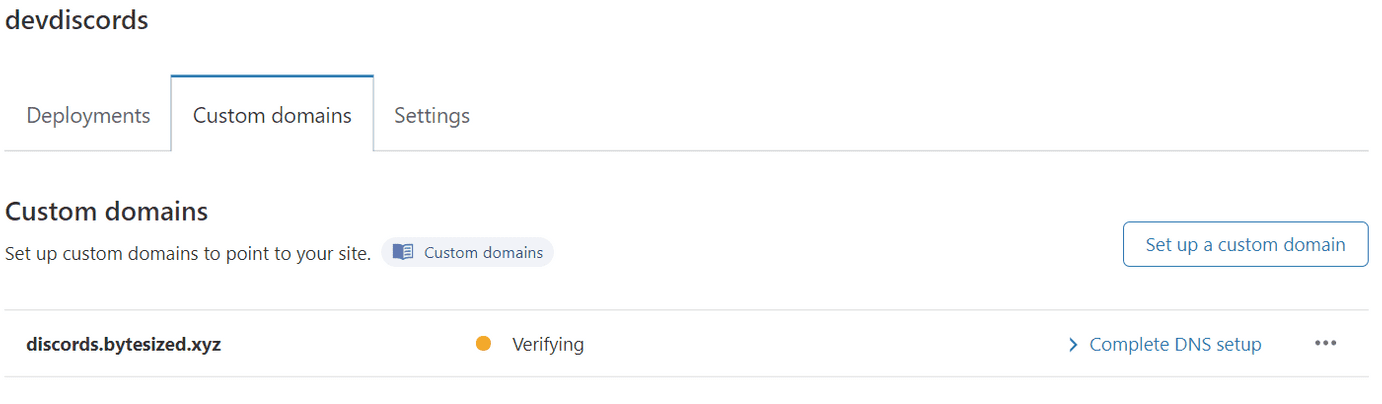 devdiscords
Deployments Custom domains Settings
Custom domains
Set up custom domains to point to your site. Custom domains
Set up a custom domain
discords.bytesized.xyz Verifying Complete DNS setup